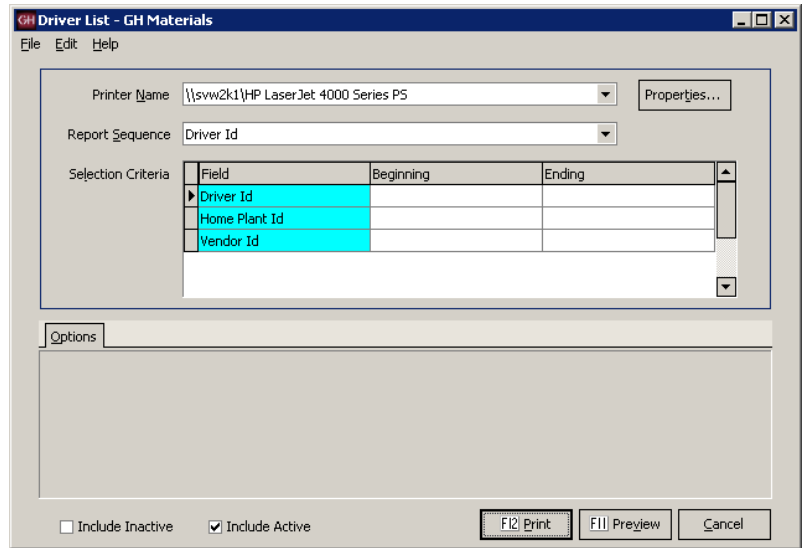 GH Driver List - GH Materials
File Edit Help
Printer Name \\svw2k1\HP LaserJet 4000 Series PS Properties...
Report Sequence Driver Id
Selection Criteria Field Beginning Ending
Driver Id
Home Plant Id
Vendor Id
Options
Include Inactive Include Active F12 Print F11 Preview Cancel